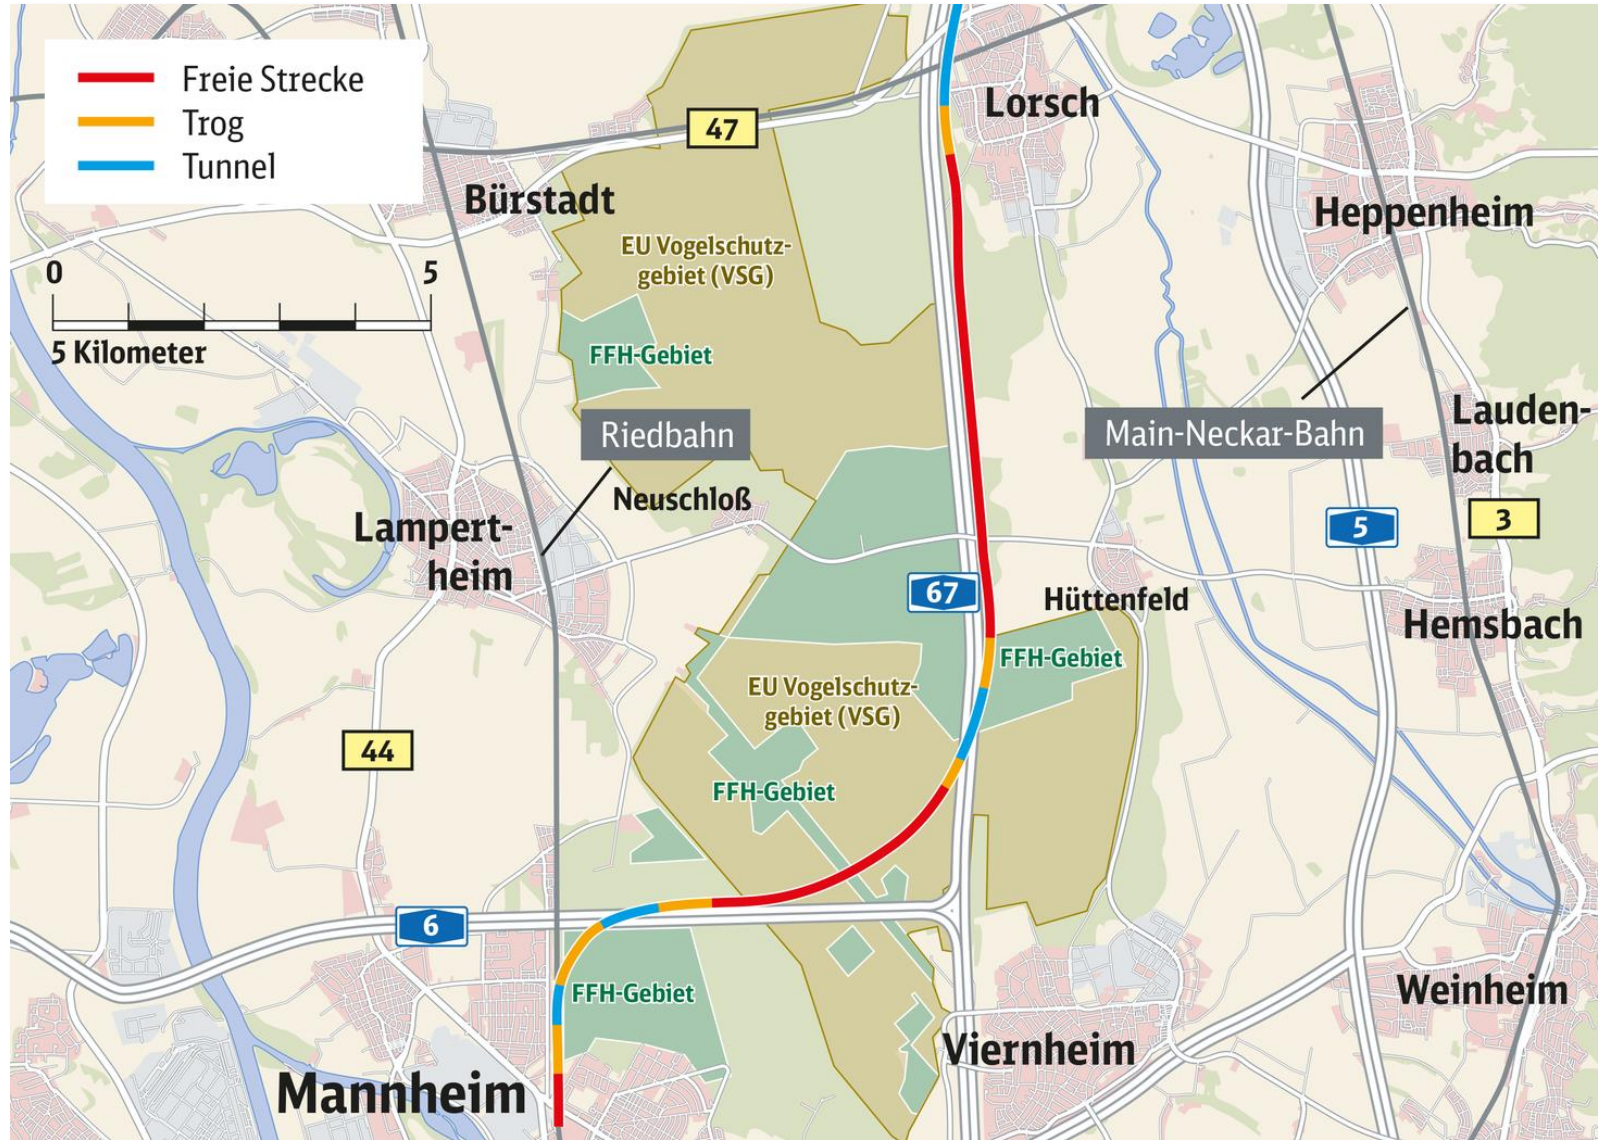 Freie Strecke
Trog
Tunnel
0
5
5 Kilometer
47
Lorsch
Bürstadt
Heppenheim
EU Vogelschutz-
gebiet (VSG)
FFH-Gebiet
Riedbahn
Main-Neckar-Bahn
Lauden-
bach
Neuschloß
Lampert-
heim
3
5
67
Hüttenfeld
Hemsbach
FFH-Gebiet
EU Vogelschutz-
gebiet (VSG)
44
FFH-Gebiet
6
FFH-Gebiet
Weinheim
Viernheim
Mannheim